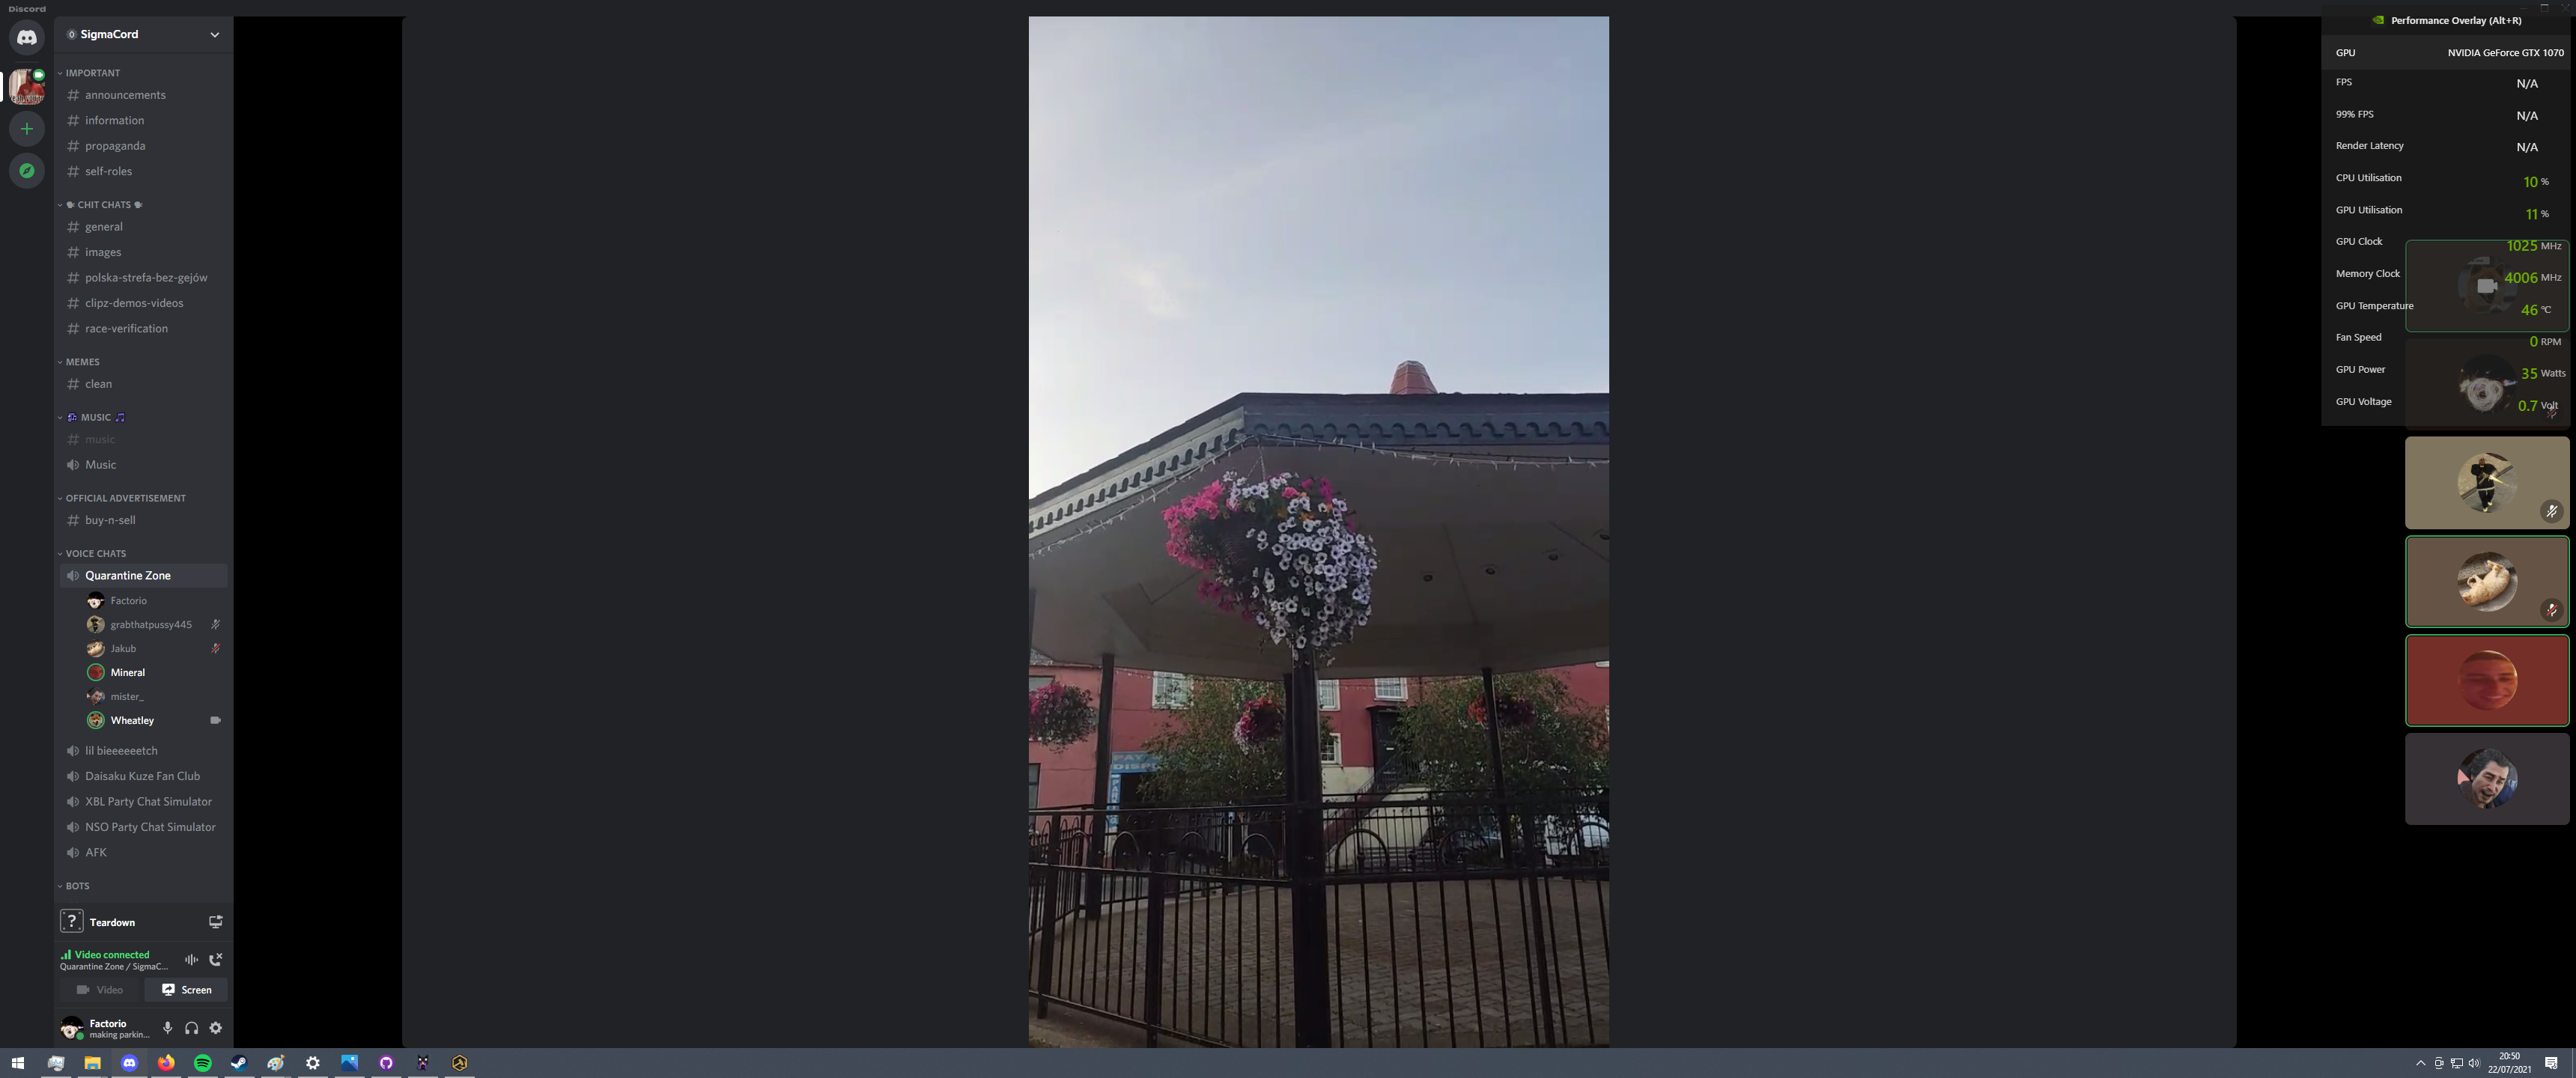 Discord
SigmaCord
IMPORTANT
announcements
information
propaganda
self-roles
CHIT CHATS
general
images
polska-strefa-bez-gejów
clipz-demos-videos
race-verification
MEMES
clean
MUSIC
music
Music
OFFICIAL ADVERTISEMENT
buy-n-sell
VOICE CHATS
Quarantine Zone
Factorio
grabthatpussy445
Jakub
Mineral
mister_
Wheatley
lil bieeeeeetch
Daisaku Kuze Fan Club
XBL Party Chat Simulator
NSO Party Chat Simulator
AFK
BOTS
? Teardown
Video connected
Quarantine Zone / SigmaC...
Video Screen
Factorio
making parkin...
PAY
DISP
Performance Overlay (Alt+R)
GPU NVIDIA GeForce GTX 1070
FPS N/A
99% FPS N/A
Render Latency N/A
CPU Utilisation 10 %
GPU Utilisation 11 %
GPU Clock 1025 MHz
Memory Clock 4006 MHz
GPU Temperature 46 °C
Fan Speed 0 RPM
GPU Power 35 Watts
GPU Voltage 0.7 Volt
20:50
22/07/2021